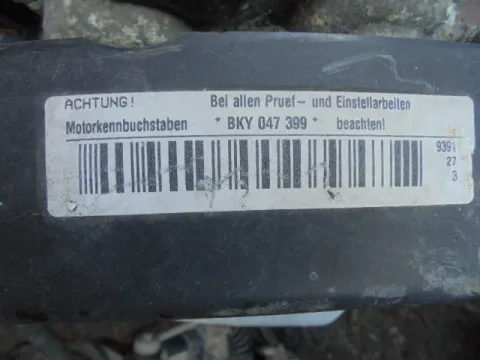 ACHTUNG! Bei allen Pruef- und Einstellarbeiten
Motorkennbuchstaben * BKY 047 399 * beachten!
9391
27
3